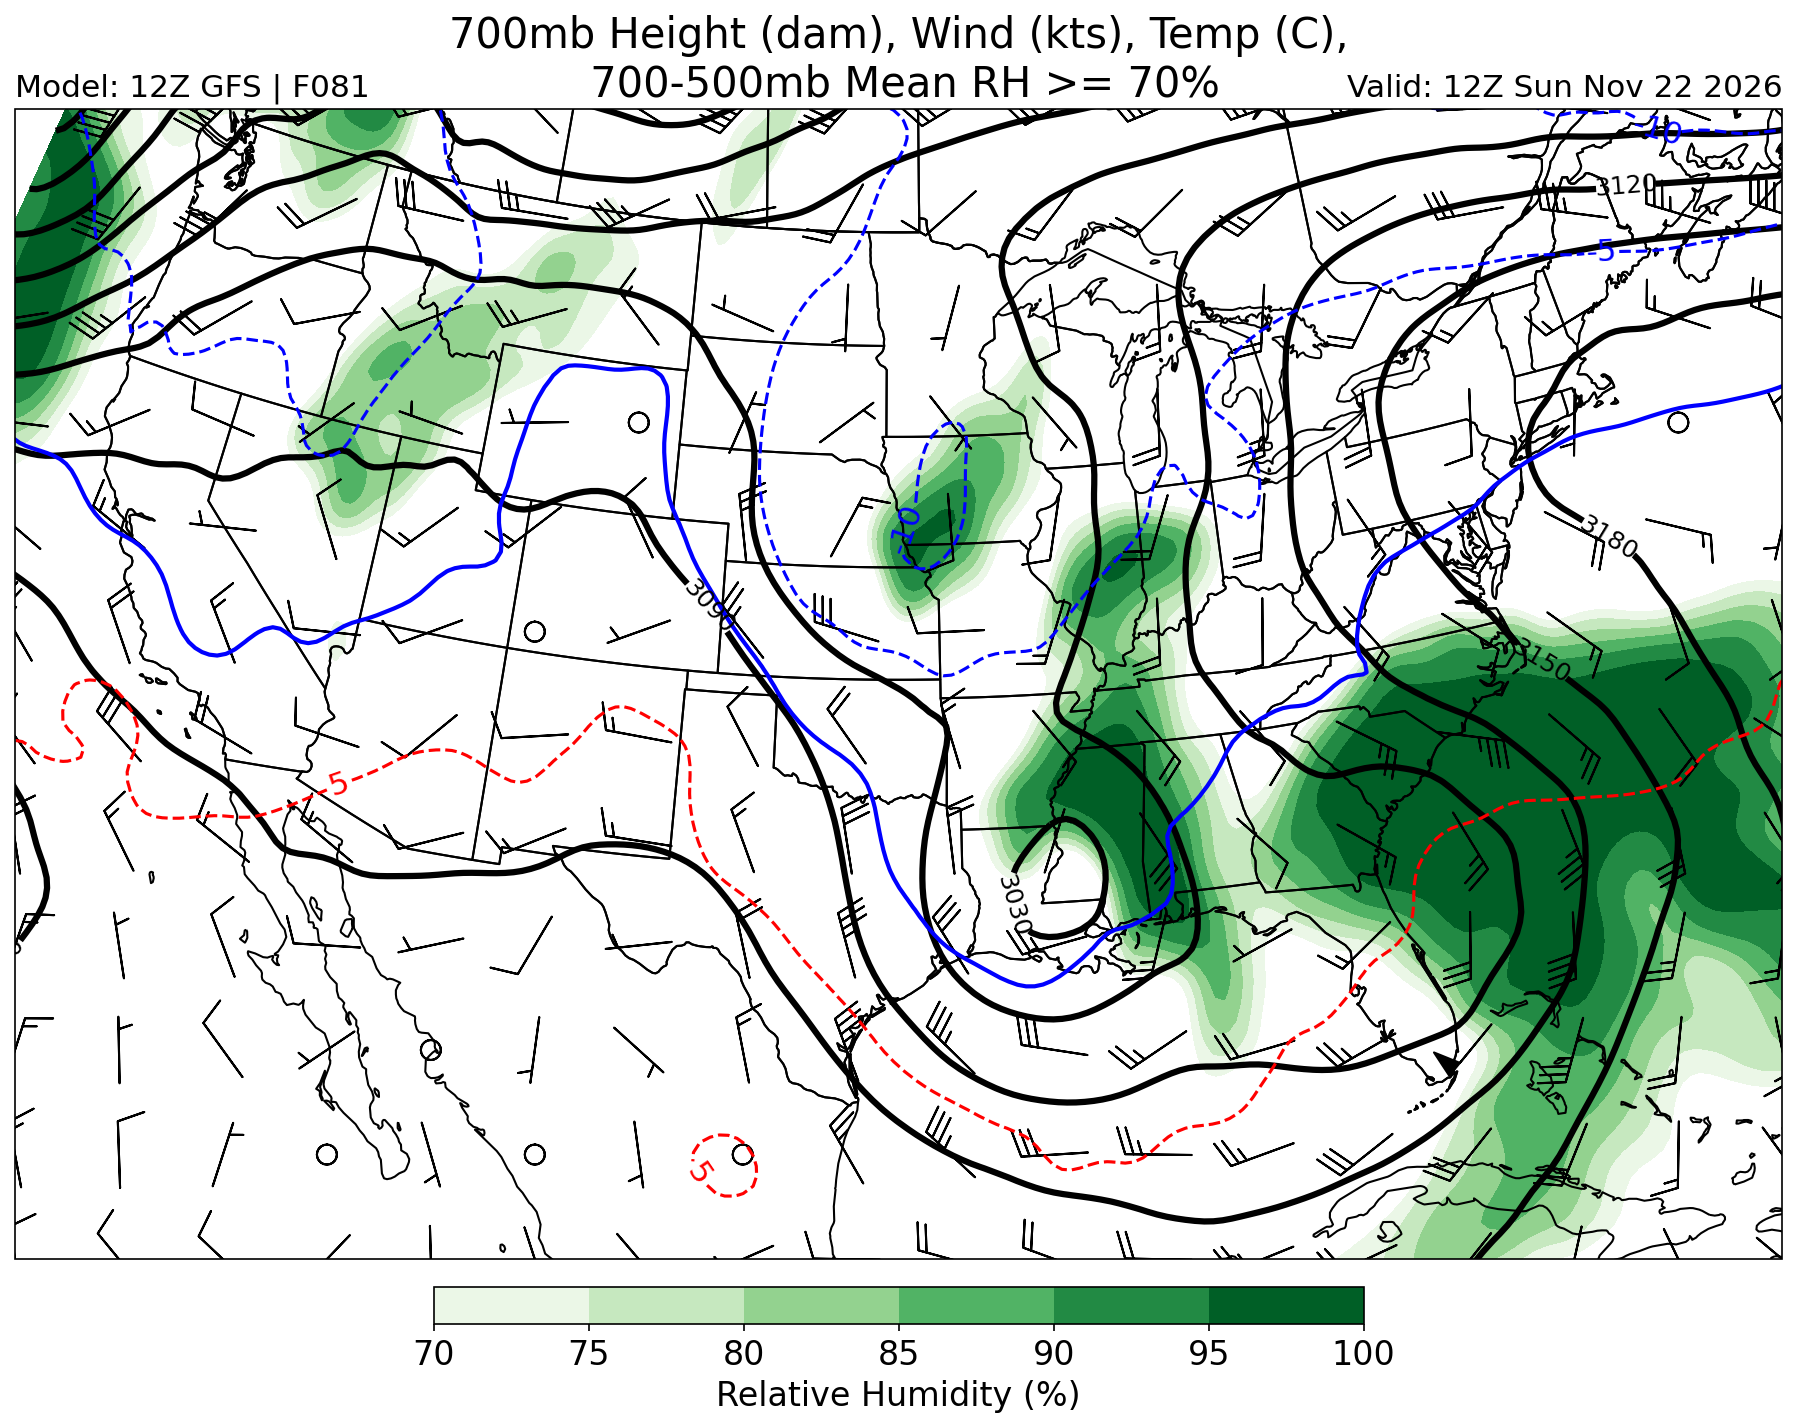 700mb Height (dam), Wind (kts), Temp (C),
700-500mb Mean RH >= 70%
Model: 12Z GFS | F081
Valid: 12Z Sun Nov 22 2026
-10
3120
-5
3180
-10
3090
3150
5
3030
5
70 75 80 85 90 95 100
Relative Humidity (%)